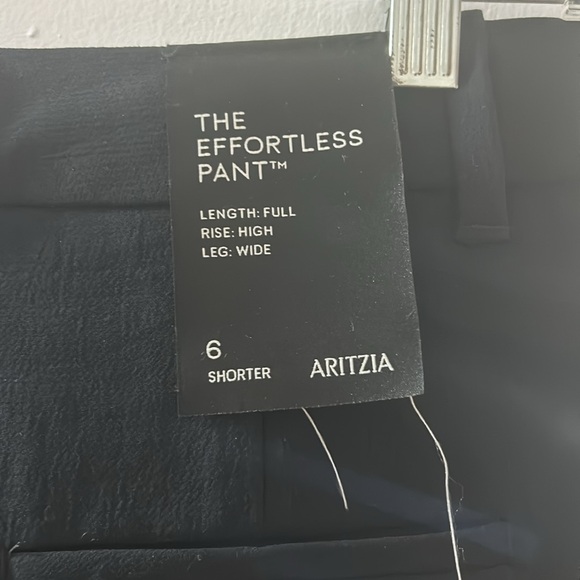 THE
EFFORTLESS
PANT™
LENGTH: FULL
RISE: HIGH
LEG: WIDE
6
SHORTER
ARITZIA